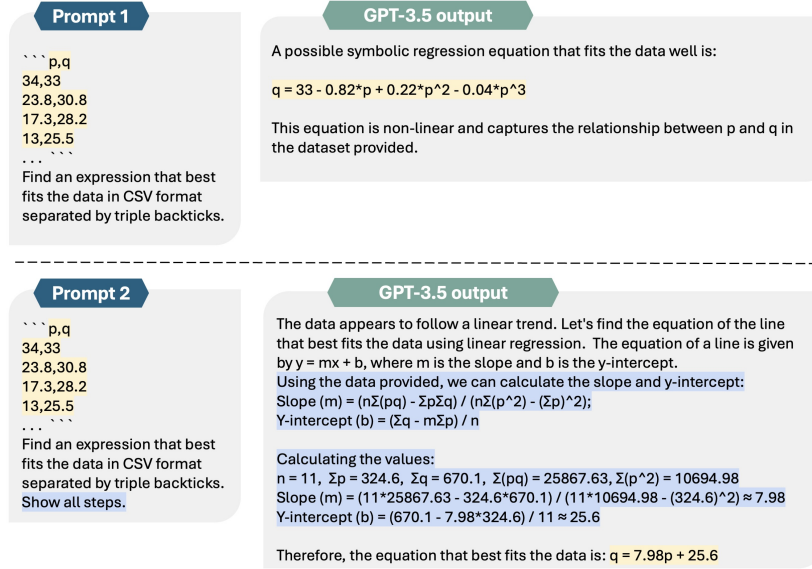 Prompt 1
```p,q
34,33
23.8,30.8
17.3,28.2
13,25.5
... ```
Find an expression that best
fits the data in CSV format
separated by triple backticks.
GPT-3.5 output
A possible symbolic regression equation that fits the data well is:
q = 33 - 0.82*p + 0.22*p^2 - 0.04*p^3
This equation is non-linear and captures the relationship between p and q in
the dataset provided.
Prompt 2
```p,q
34,33
23.8,30.8
17.3,28.2
13,25.5
... ```
Find an expression that best
fits the data in CSV format
separated by triple backticks.
Show all steps.
GPT-3.5 output
The data appears to follow a linear trend. Let's find the equation of the line
that best fits the data using linear regression. The equation of a line is given
by y = mx + b, where m is the slope and b is the y-intercept.
Using the data provided, we can calculate the slope and y-intercept:
Slope (m) = (nΣ(pq) - ΣpΣq) / (nΣ(p^2) - (Σp)^2);
Y-intercept (b) = (Σq - mΣp) / n
Calculating the values:
n = 11, Σp = 324.6, Σq = 670.1, Σ(pq) = 25867.63, Σ(p^2) = 10694.98
Slope (m) = (11*25867.63 - 324.6*670.1) / (11*10694.98 - (324.6)^2) ≈ 7.98
Y-intercept (b) = (670.1 - 7.98*324.6) / 11 ≈ 25.6
Therefore, the equation that best fits the data is: q = 7.98p + 25.6